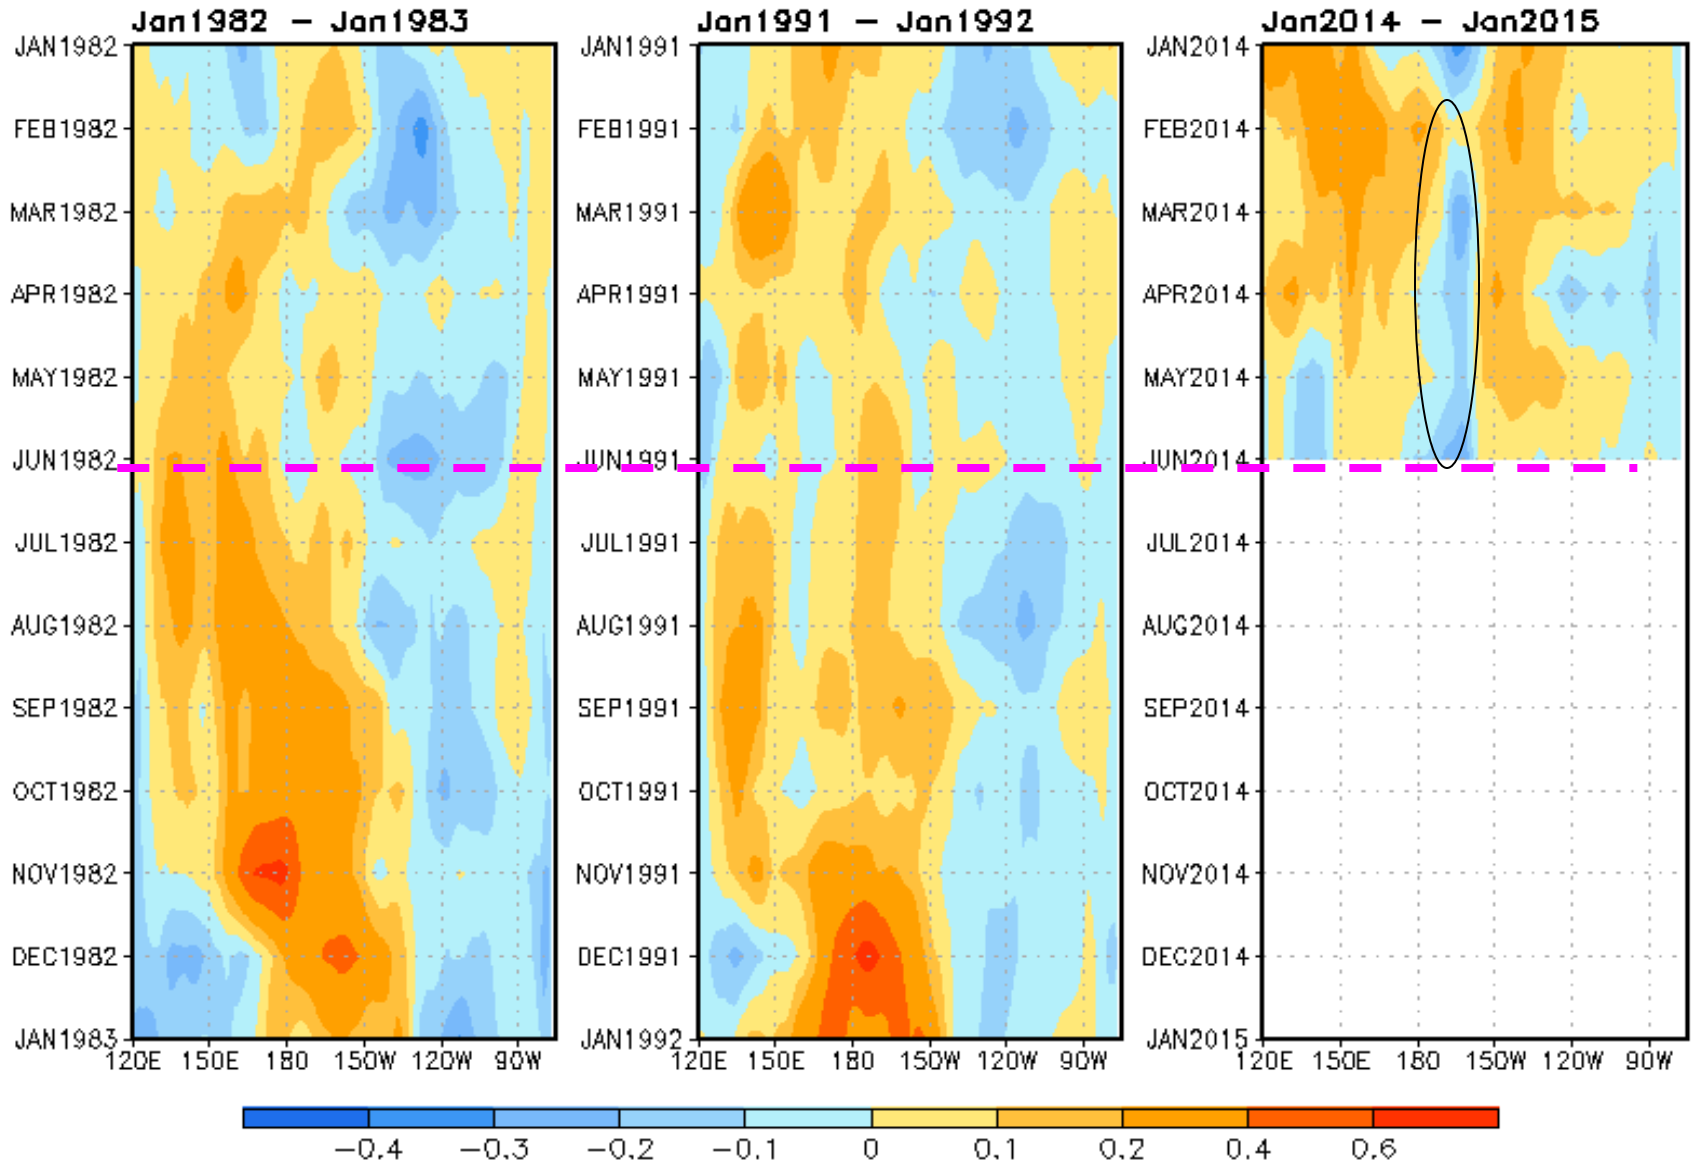 Jan1982 - Jan1983
JAN1982
FEB1982
MAR1982
APR1982
MAY1982
JUN1982
JUL1982
AUG1982
SEP1982
OCT1982
NOV1982
DEC1982
JAN1983
120E 150E 180 150W 120W 90W
Jan1991 - Jan1992
JAN1991
FEB1991
MAR1991
APR1991
MAY1991
JUN1991
JUL1991
AUG1991
SEP1991
OCT1991
NOV1991
DEC1991
JAN1992
120E 150E 180 150W 120W 90W
Jan2014 - Jan2015
JAN2014
FEB2014
MAR2014
APR2014
MAY2014
JUN2014
JUL2014
AUG2014
SEP2014
OCT2014
NOV2014
DEC2014
JAN2015
120E 150E 180 150W 120W 90W
-0.4 -0.3 -0.2 -0.1 0 0.1 0.2 0.4 0.6